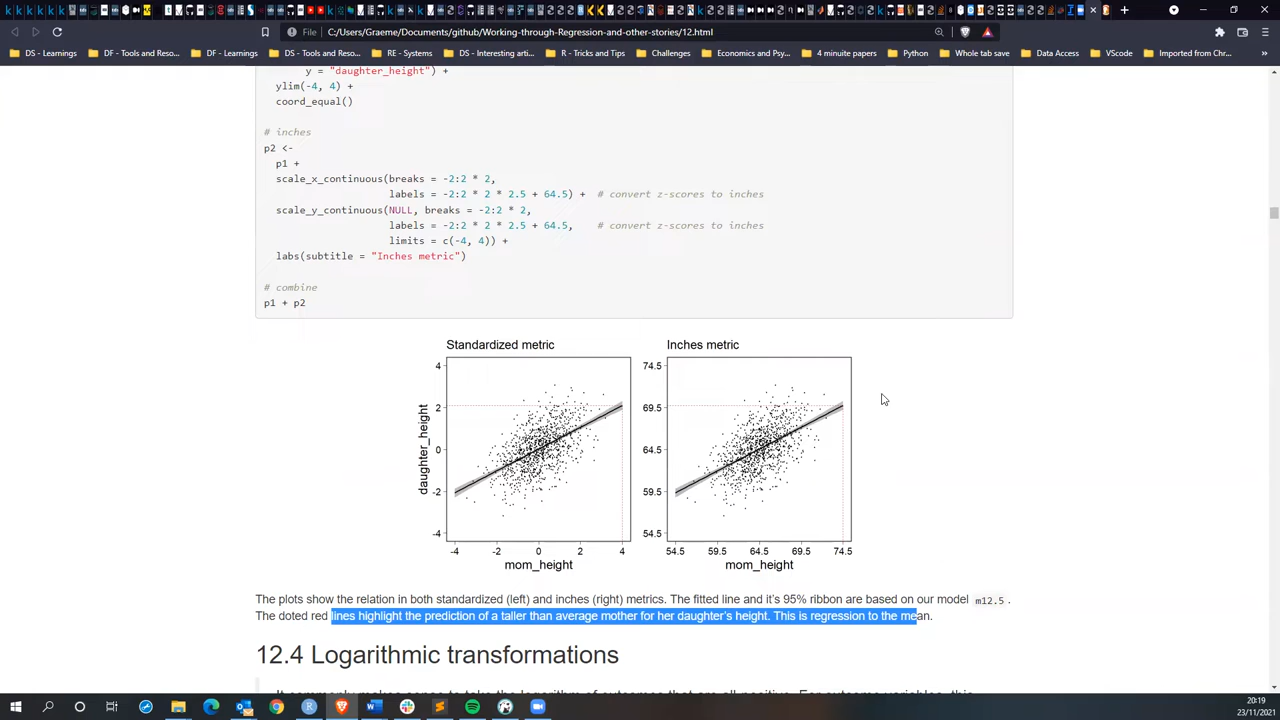 File
C:/Users/Graeme/Documents/github/Working-through-Regression-and-other-stories/12.html
DS - Learnings
DF - Tools and Reso...
DF - Learnings
DS - Tools and Reso...
RE - Systems
DS - Interesting arti...
R - Tricks and Tips
Challenges
Economics and Psy...
4 minuite papers
Python
Whole tab save
Data Access
VScode
Imported from Chr...
y = "daughter_height") +
ylim(-4, 4) +
coord_equal()
# inches
p2 <-
p1 +
scale_x_continuous(breaks = -2:2 * 2,
labels = -2:2 * 2 * 2.5 + 64.5) + # convert z-scores to inches
scale_y_continuous(NULL, breaks = -2:2 * 2,
labels = -2:2 * 2 * 2.5 + 64.5, # convert z-scores to inches
limits = c(-4, 4)) +
labs(subtitle = "Inches metric")
# combine
p1 + p2
Standardized metric
4
2
0
-2
-4
daughter_height
-4 -2 0 2 4
mom_height
Inches metric
74.5
69.5
64.5
59.5
54.5
54.5 59.5 64.5 69.5 74.5
mom_height
The plots show the relation in both standardized (left) and inches (right) metrics. The fitted line and it's 95% ribbon are based on our model m12.5 .
The doted red lines highlight the prediction of a taller than average mother for her daughter's height. This is regression to the mean.
12.4 Logarithmic transformations
20:19
23/11/2021